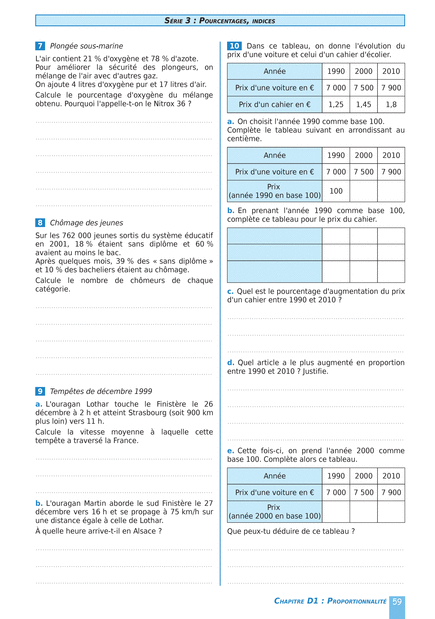 SÉRIE 3 : POURCENTAGES, INDICES
7 Plongée sous-marine
L'air contient 21 % d'oxygène et 78 % d'azote.
Pour améliorer la sécurité des plongeurs, on
mélange de l'air avec d'autres gaz.
On ajoute 4 litres d'oxygène pur et 17 litres d'air.
Calcule le pourcentage d'oxygène du mélange
obtenu. Pourquoi l'appelle-t-on le Nitrox 36 ?
8 Chômage des jeunes
Sur les 762 000 jeunes sortis du système éducatif
en 2001, 18 % étaient sans diplôme et 60 %
avaient au moins le bac.
Après quelques mois, 39 % des « sans diplôme »
et 10 % des bacheliers étaient au chômage.
Calcule le nombre de chômeurs de chaque
catégorie.
9 Tempêtes de décembre 1999
a. L'ouragan Lothar touche le Finistère le 26
décembre à 2 h et atteint Strasbourg (soit 900 km
plus loin) vers 11 h.
Calcule la vitesse moyenne à laquelle cette
tempête a traversé la France.
b. L'ouragan Martin aborde le sud Finistère le 27
décembre vers 16 h et se propage à 75 km/h sur
une distance égale à celle de Lothar.
À quelle heure arrive-t-il en Alsace ?
10 Dans ce tableau, on donne l'évolution du
prix d'une voiture et celui d'un cahier d'écolier.
Année 1990 2000 2010
Prix d'une voiture en € 7 000 7 500 7 900
Prix d'un cahier en € 1,25 1,45 1,8
a. On choisit l'année 1990 comme base 100.
Complète le tableau suivant en arrondissant au
centième.
Année 1990 2000 2010
Prix d'une voiture en € 7 000 7 500 7 900
Prix
(année 1990 en base 100) 100
b. En prenant l'année 1990 comme base 100,
complète ce tableau pour le prix du cahier.
c. Quel est le pourcentage d'augmentation du prix
d'un cahier entre 1990 et 2010 ?
d. Quel article a le plus augmenté en proportion
entre 1990 et 2010 ? Justifie.
e. Cette fois-ci, on prend l'année 2000 comme
base 100. Complète alors ce tableau.
Année 1990 2000 2010
Prix d'une voiture en € 7 000 7 500 7 900
Prix
(année 2000 en base 100)
Que peux-tu déduire de ce tableau ?
CHAPITRE D1 : PROPORTIONNALITÉ 59